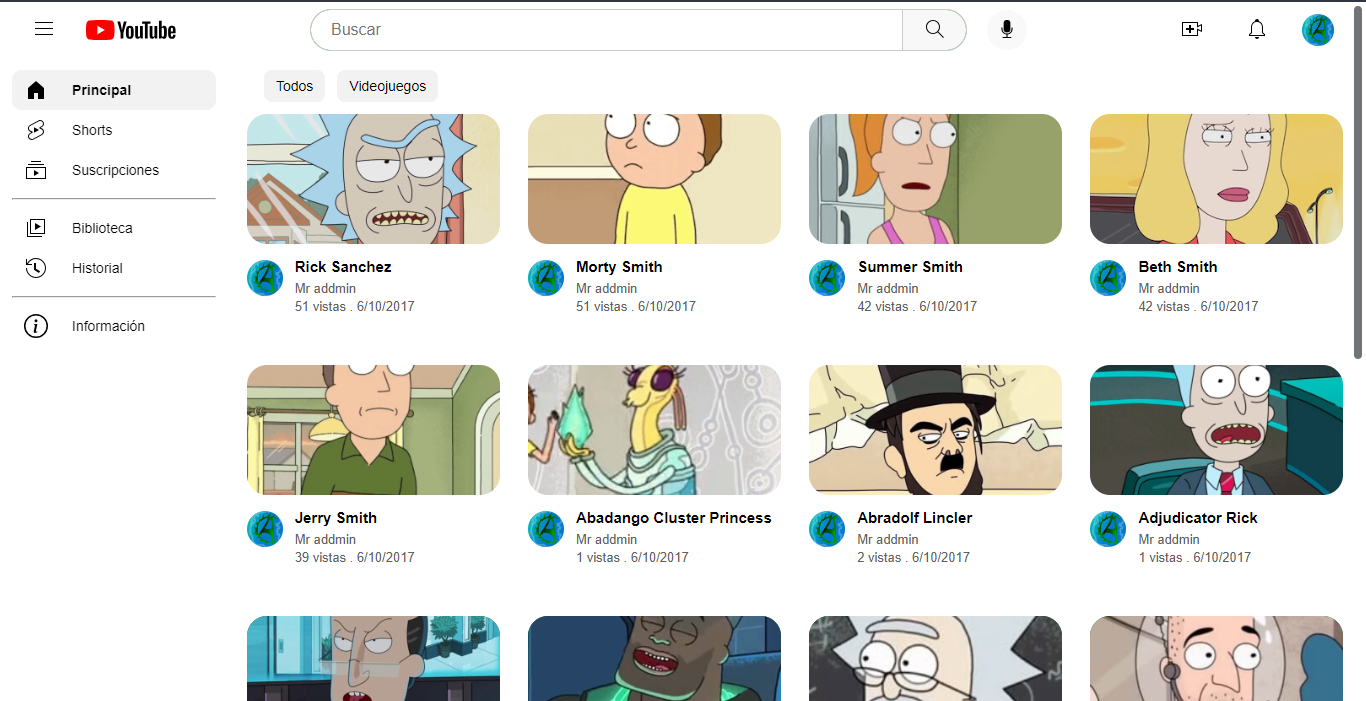 YouTube
Buscar
Principal
Shorts
Suscripciones
Biblioteca
Historial
Información
Todos Videojuegos
Rick Sanchez
Mr addmin
51 vistas . 6/10/2017
Morty Smith
Mr addmin
51 vistas . 6/10/2017
Summer Smith
Mr addmin
42 vistas . 6/10/2017
Beth Smith
Mr addmin
42 vistas . 6/10/2017
Jerry Smith
Mr addmin
39 vistas . 6/10/2017
Abadango Cluster Princess
Mr addmin
1 vistas . 6/10/2017
Abradolf Lincler
Mr addmin
2 vistas . 6/10/2017
Adjudicator Rick
Mr addmin
1 vistas . 6/10/2017